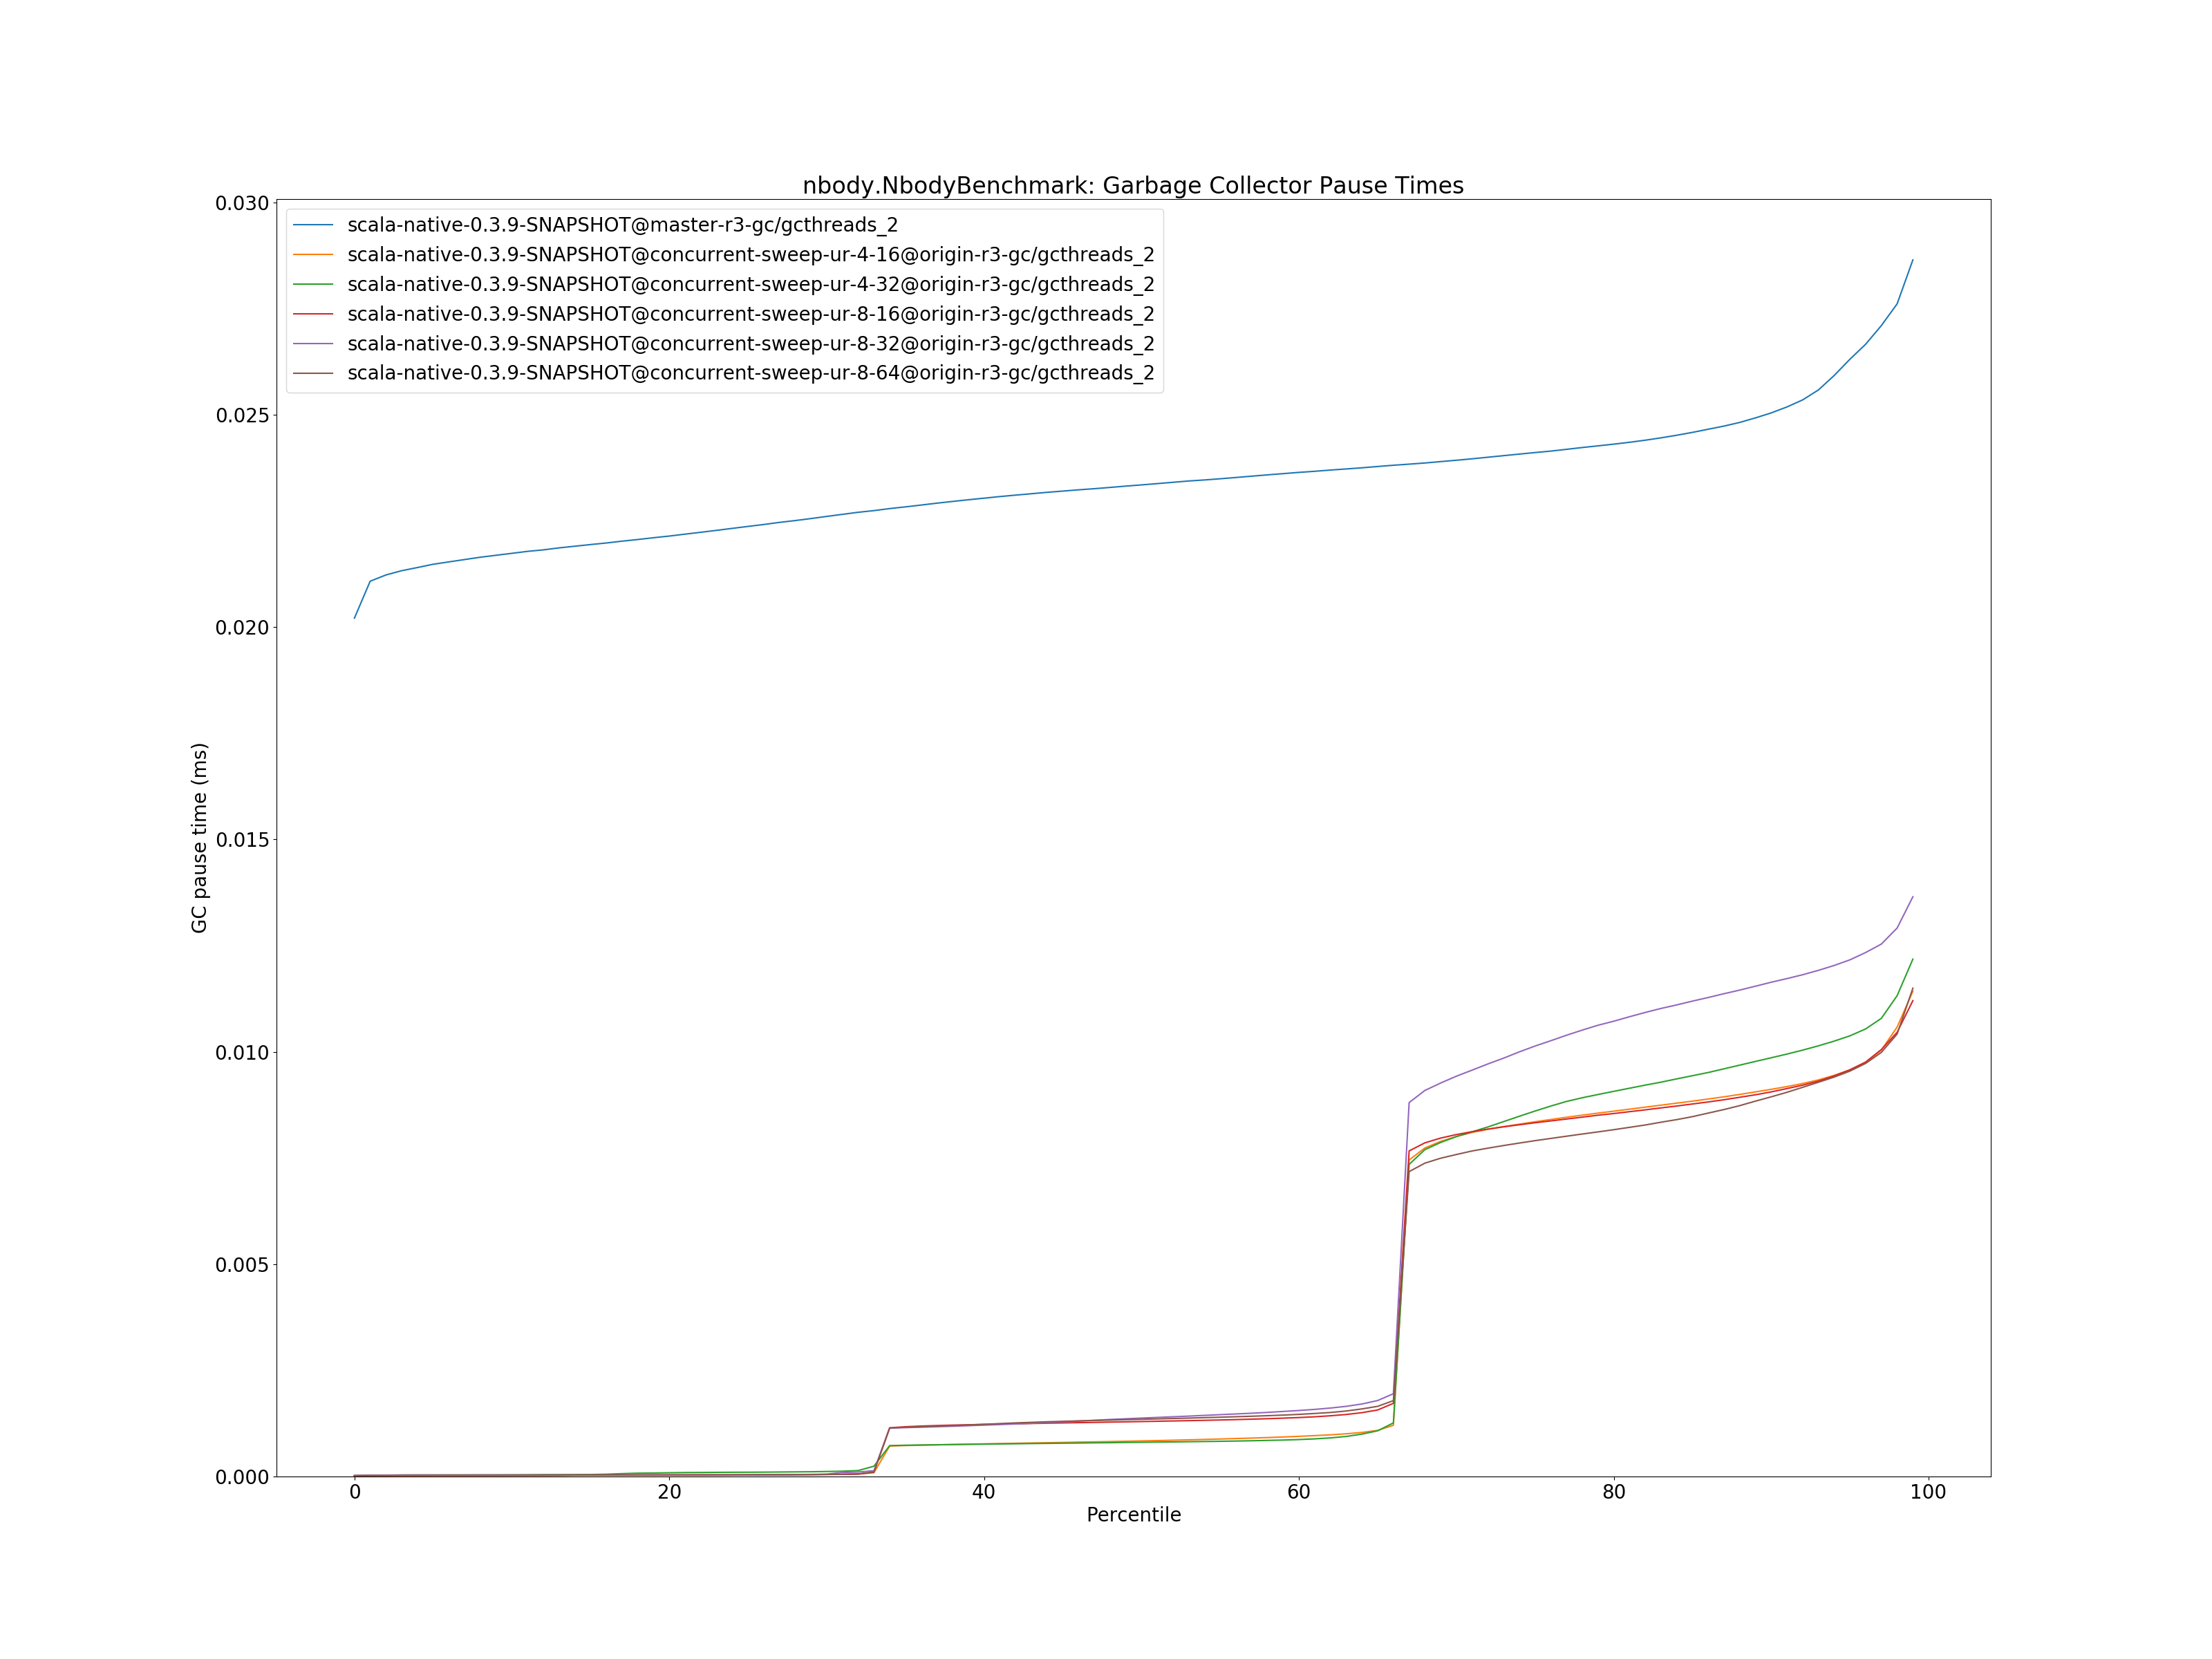 nbody.NbodyBenchmark: Garbage Collector Pause Times
0.030
scala-native-0.3.9-SNAPSHOT@master-r3-gc/gcthreads_2
scala-native-0.3.9-SNAPSHOT@concurrent-sweep-ur-4-16@origin-r3-gc/gcthreads_2
scala-native-0.3.9-SNAPSHOT@concurrent-sweep-ur-4-32@origin-r3-gc/gcthreads_2
scala-native-0.3.9-SNAPSHOT@concurrent-sweep-ur-8-16@origin-r3-gc/gcthreads_2
scala-native-0.3.9-SNAPSHOT@concurrent-sweep-ur-8-32@origin-r3-gc/gcthreads_2
scala-native-0.3.9-SNAPSHOT@concurrent-sweep-ur-8-64@origin-r3-gc/gcthreads_2
0.025
0.020
0.015
GC pause time (ms)
0.010
0.005
0.000
0 20 40 60 80 100
Percentile